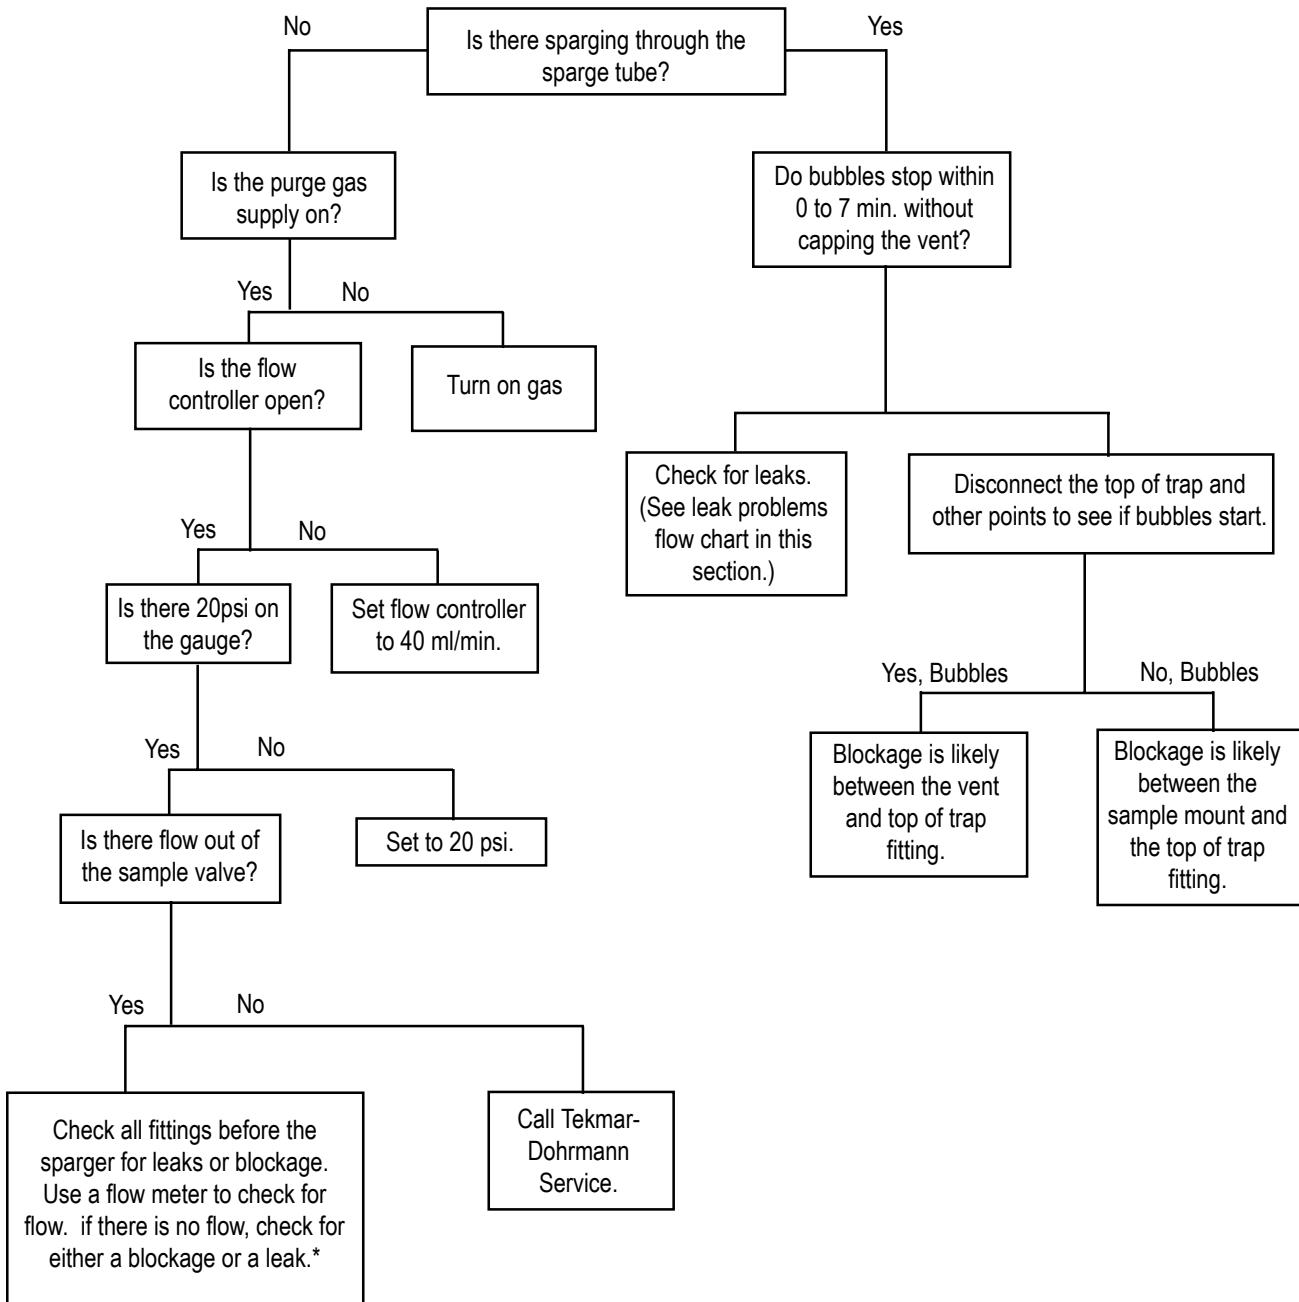 No
Yes
Is there sparging through the
sparge tube?
Is the purge gas
supply on?
Do bubbles stop within
0 to 7 min. without
capping the vent?
Yes
No
Is the flow
controller open?
Turn on gas
Check for leaks.
(See leak problems
flow chart in this
section.)
Disconnect the top of trap and
other points to see if bubbles start.
Yes
No
Is there 20psi on
the gauge?
Set flow controller
to 40 ml/min.
Yes, Bubbles
No, Bubbles
Blockage is likely
between the vent
and top of trap
fitting.
Blockage is likely
between the
sample mount and
the top of trap
fitting.
Yes
No
Is there flow out of
the sample valve?
Set to 20 psi.
Yes
No
Check all fittings before the
sparger for leaks or blockage.
Use a flow meter to check for
flow.  if there is no flow, check for
either a blockage or a leak.*
Call Tekmar-
Dohrmann
Service.